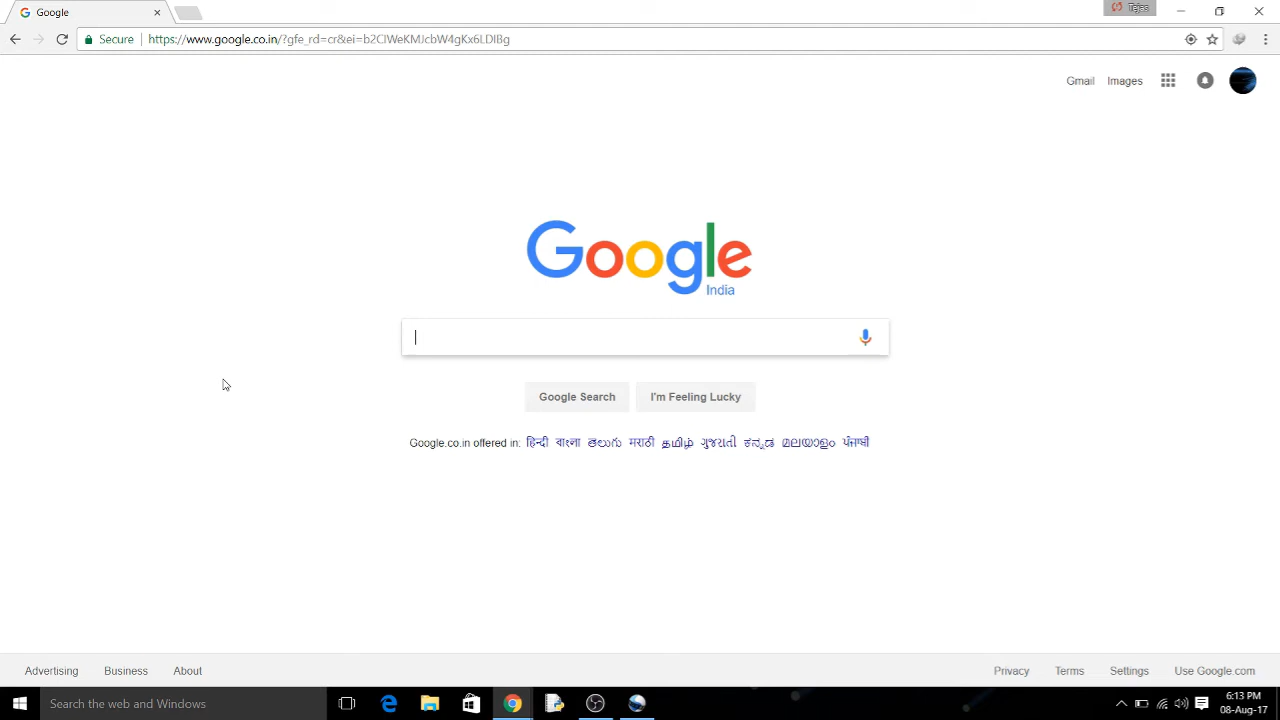 Google
Tejas
Secure
https://www.google.co.in/?gfe_rd=cr&ei=b2ClWeKMJcbW4gKx6LDIBg
Gmail Images
Google
India
Google Search I'm Feeling Lucky
Google.co.in offered in: हिन्दी বাংলা తెలుగు मराठी தமிழ் ગુજરાતી ಕನ್ನಡ മലയാളം ਪੰਜਾਬੀ
Advertising Business About Privacy Terms Settings Use Google.com
Search the web and Windows
6:13 PM
08-Aug-17